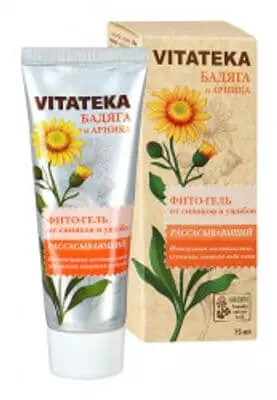 VITATEKA
БАДЯГА
и АРНИКА
ФИТО-ГЕЛЬ
от синяков и ушибов
РАССАСЫВАЮЩИЙ
VITATEKA
БАДЯГА
и АРНИКА
ФИТО-ГЕЛЬ
от синяков и ушибов
РАССАСЫВАЮЩИЙ
GREEN
75 мл